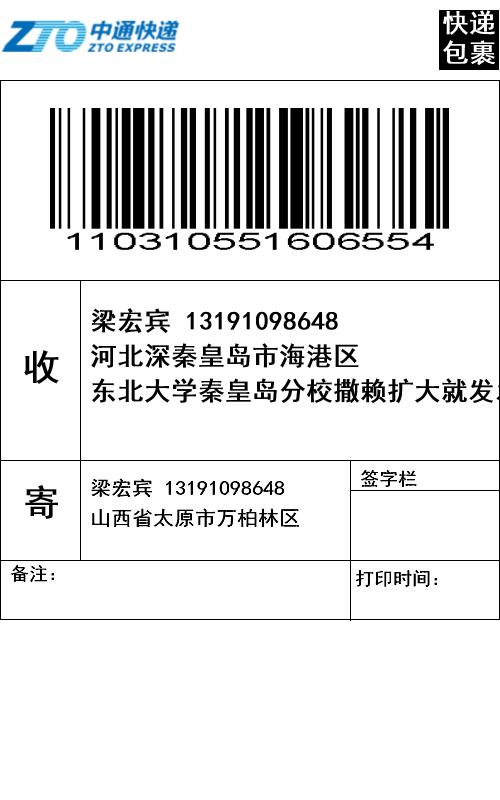 ZTO 中通快递
ZTO EXPRESS
快递
包裹
110310551606554
收
梁宏宾 13191098648
河北深秦皇岛市海港区
东北大学秦皇岛分校撒赖扩大就发
寄
梁宏宾 13191098648
山西省太原市万柏林区
签字栏
备注：
打印时间：